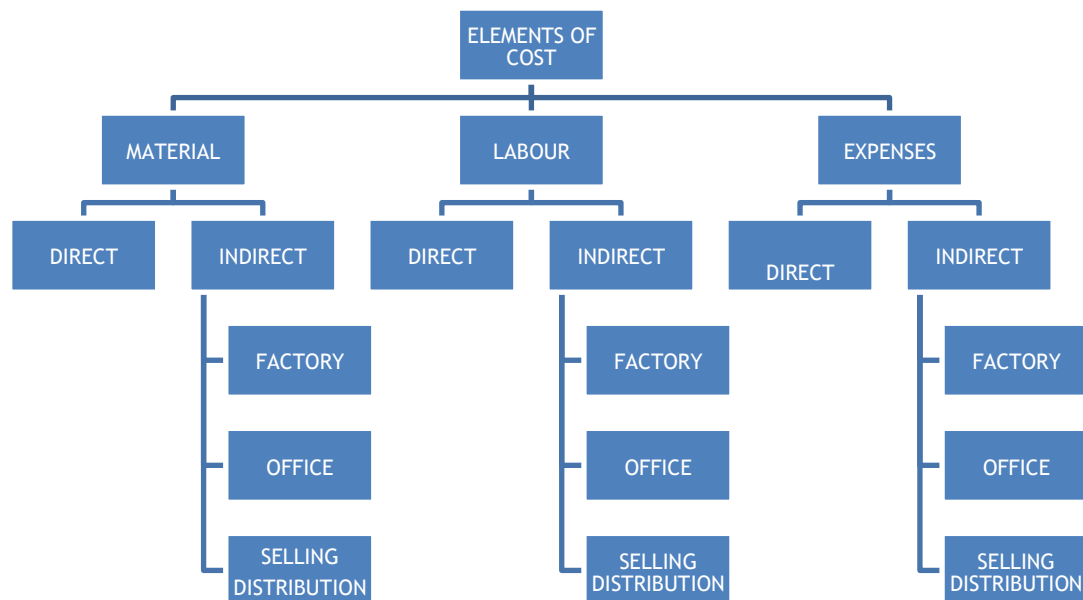 ELEMENTS OF
COST
MATERIAL
LABOUR
EXPENSES
DIRECT
INDIRECT
DIRECT
INDIRECT
DIRECT
INDIRECT
FACTORY
FACTORY
FACTORY
OFFICE
OFFICE
OFFICE
SELLING
DISTRIBUTION
SELLING
DISTRIBUTION
SELLING
DISTRIBUTION